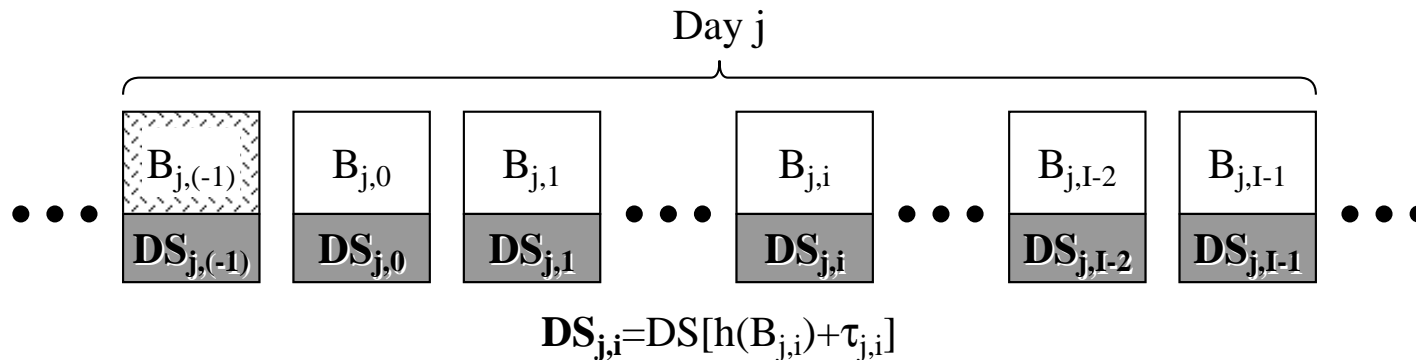 Day j
B_{j,(-1)} B_{j,0} B_{j,1} B_{j,i} B_{j,I-2} B_{j,I-1}
••• ••• ••• •••
DS_{j,(-1)} DS_{j,0} DS_{j,1} DS_{j,i} DS_{j,I-2} DS_{j,I-1}
DS_{j,i}=DS[h(B_{j,i})+τ_{j,i}]